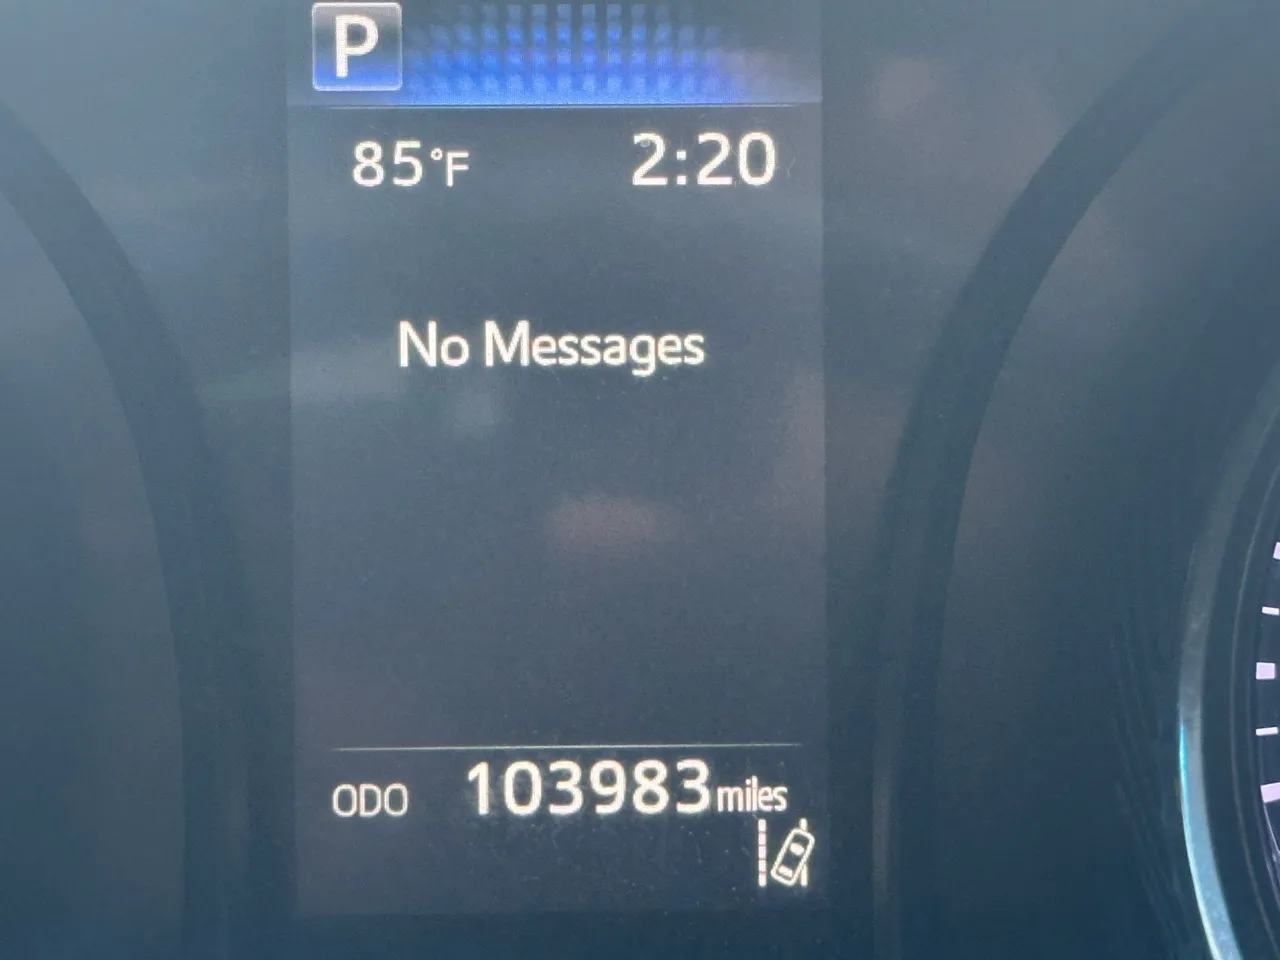 P
85°F 2:20
No Messages
ODO 103983 miles